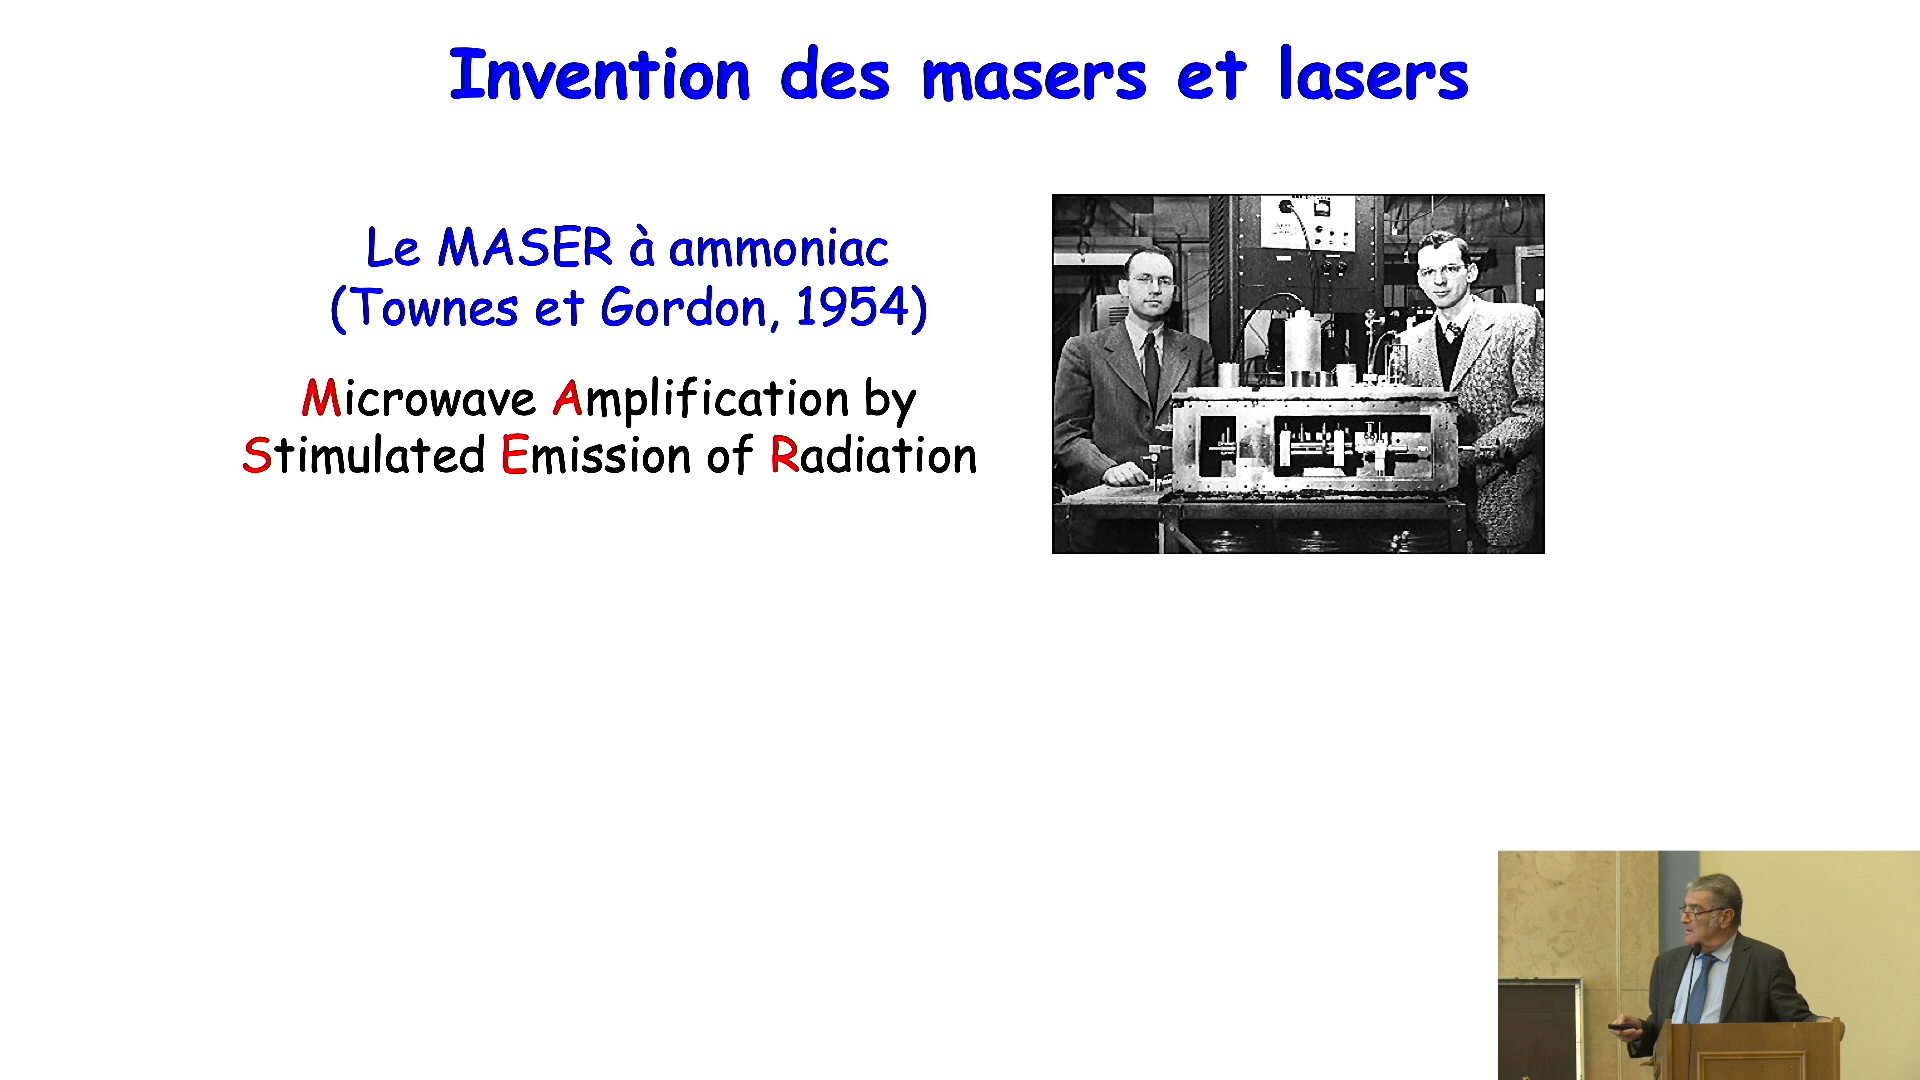 Invention des masers et lasers
Le MASER à ammoniac
(Townes et Gordon, 1954)
Microwave Amplification by
Stimulated Emission of Radiation